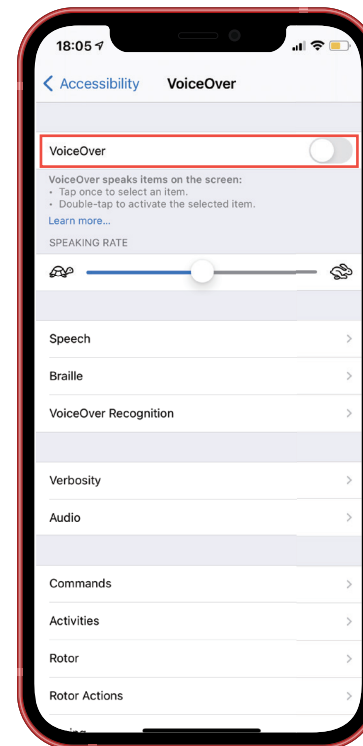 18:05
Accessibility VoiceOver
VoiceOver
VoiceOver speaks items on the screen:
• Tap once to select an item.
• Double-tap to activate the selected item.
Learn more...
SPEAKING RATE
Speech
Braille
VoiceOver Recognition
Verbosity
Audio
Commands
Activities
Rotor
Rotor Actions